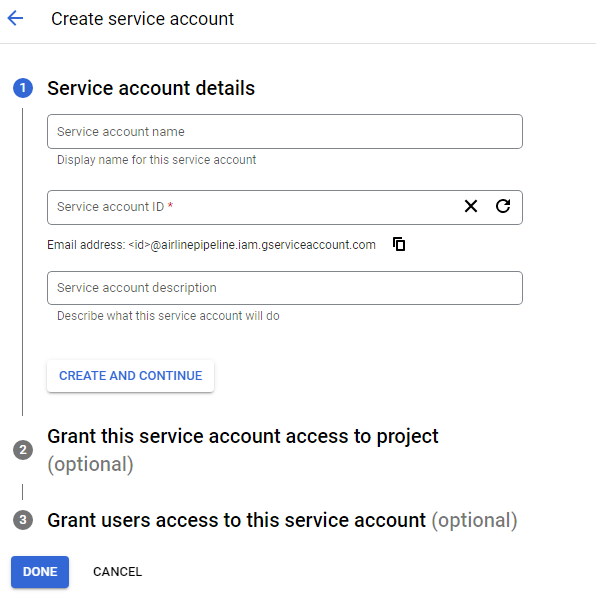 Create service account
1 Service account details
Service account name
Display name for this service account
Service account ID *
Email address: <id>@airlinepipeline.iam.gserviceaccount.com
Service account description
Describe what this service account will do
CREATE AND CONTINUE
2 Grant this service account access to project
(optional)
3 Grant users access to this service account (optional)
DONE CANCEL